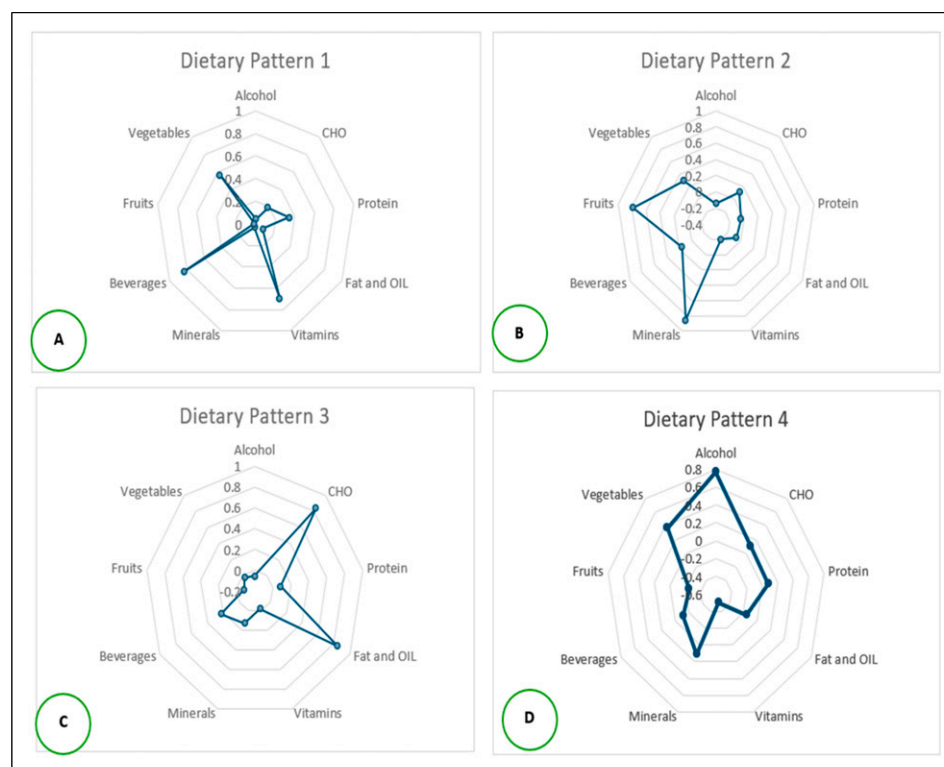 Dietary Pattern 1
Alcohol
1
0.8
0.6
0.4
0.2
0
CHO
Protein
Fat and OIL
Vitamins
Minerals
Beverages
Fruits
Vegetables
A
Dietary Pattern 2
Alcohol
1
0.8
0.6
0.4
0.2
0
-0.2
-0.4
CHO
Protein
Fat and OIL
Vitamins
Minerals
Beverages
Fruits
Vegetables
B
Dietary Pattern 3
Alcohol
1
0.8
0.6
0.4
0.2
0
-0.2
CHO
Protein
Fat and OIL
Vitamins
Minerals
Beverages
Fruits
Vegetables
C
Dietary Pattern 4
Alcohol
0.8
0.6
0.4
0.2
0
-0.2
-0.4
-0.6
CHO
Protein
Fat and OIL
Vitamins
Minerals
Beverages
Fruits
Vegetables
D